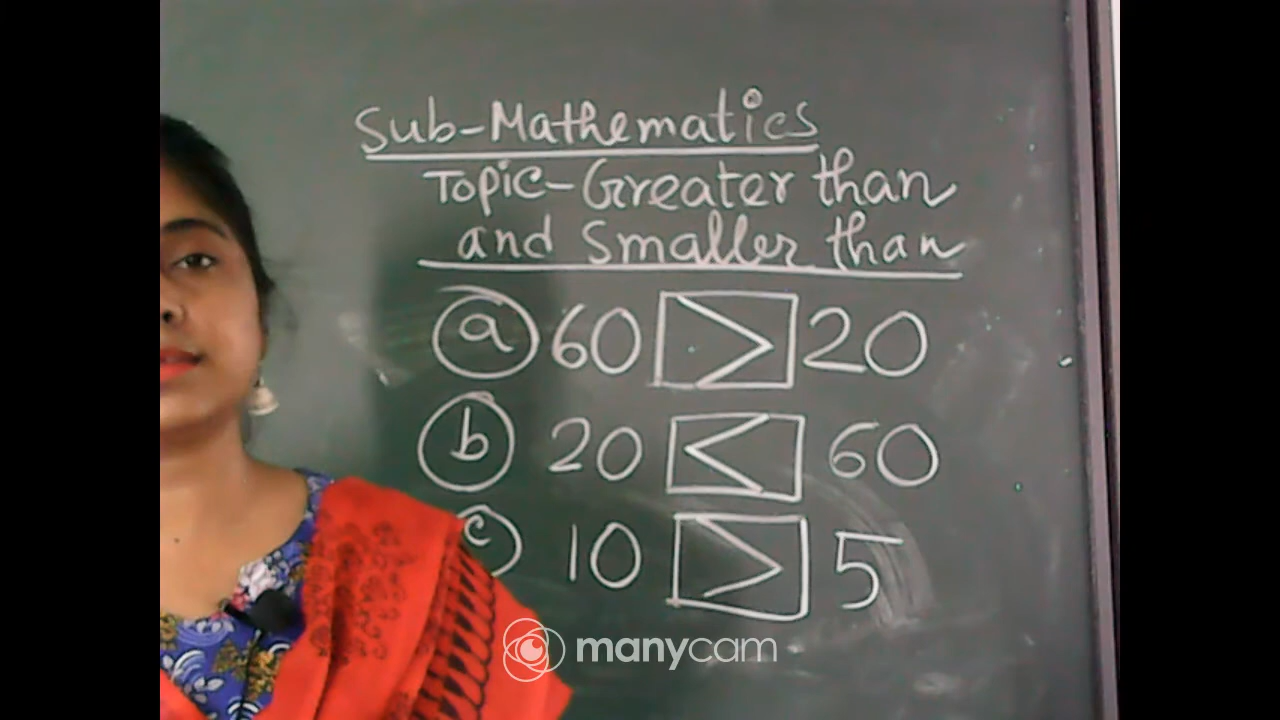 Sub-Mathematics
Topic-Greater than
and Smaller than
a 60 > 20
b 20 < 60
c 10 > 5
manycam